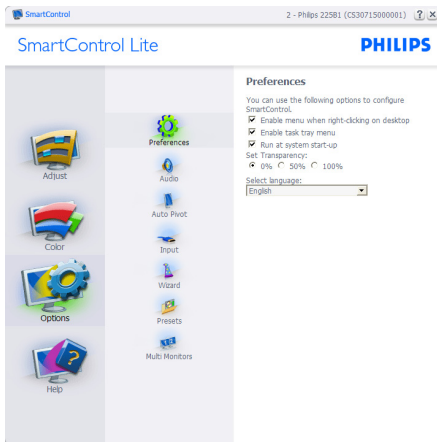 SmartControl
2 - Philips 225B1 (CS30715000001)
SmartControl Lite
PHILIPS
Adjust
Color
Options
Help
Preferences
Audio
Auto Pivot
Input
Wizard
Presets
Multi Monitors
Preferences
You can use the following options to configure
SmartControl.
Enable menu when right-clicking on desktop
Enable task tray menu
Run at system start-up
Set Transparency:
0% 50% 100%
Select language:
English